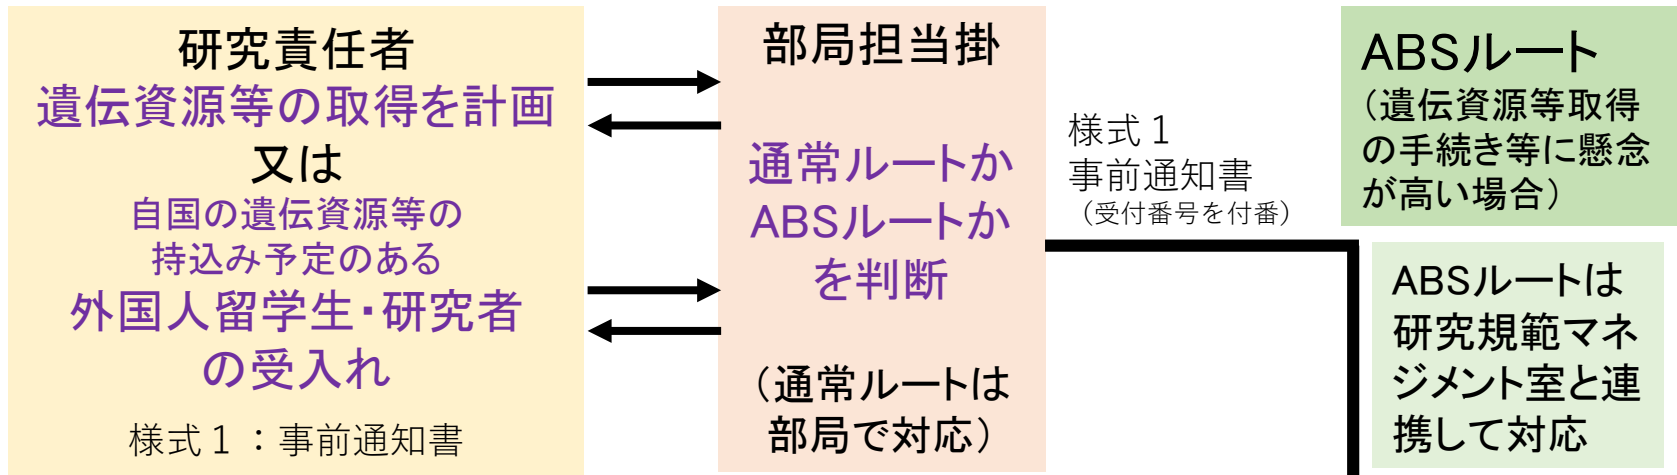 研究責任者
遺伝資源等の取得を計画
又は
自国の遺伝資源等の
持込み予定のある
外国人留学生・研究者
の受入れ
様式１：事前通知書
部局担当掛
通常ルートか
ABSルートか
を判断
（通常ルートは
部局で対応）
様式１
事前通知書
（受付番号を付番）
ABSルート
（遺伝資源等取得
の手続き等に懸念
が高い場合）
ABSルートは
研究規範マネ
ジメント室と連
携して対応